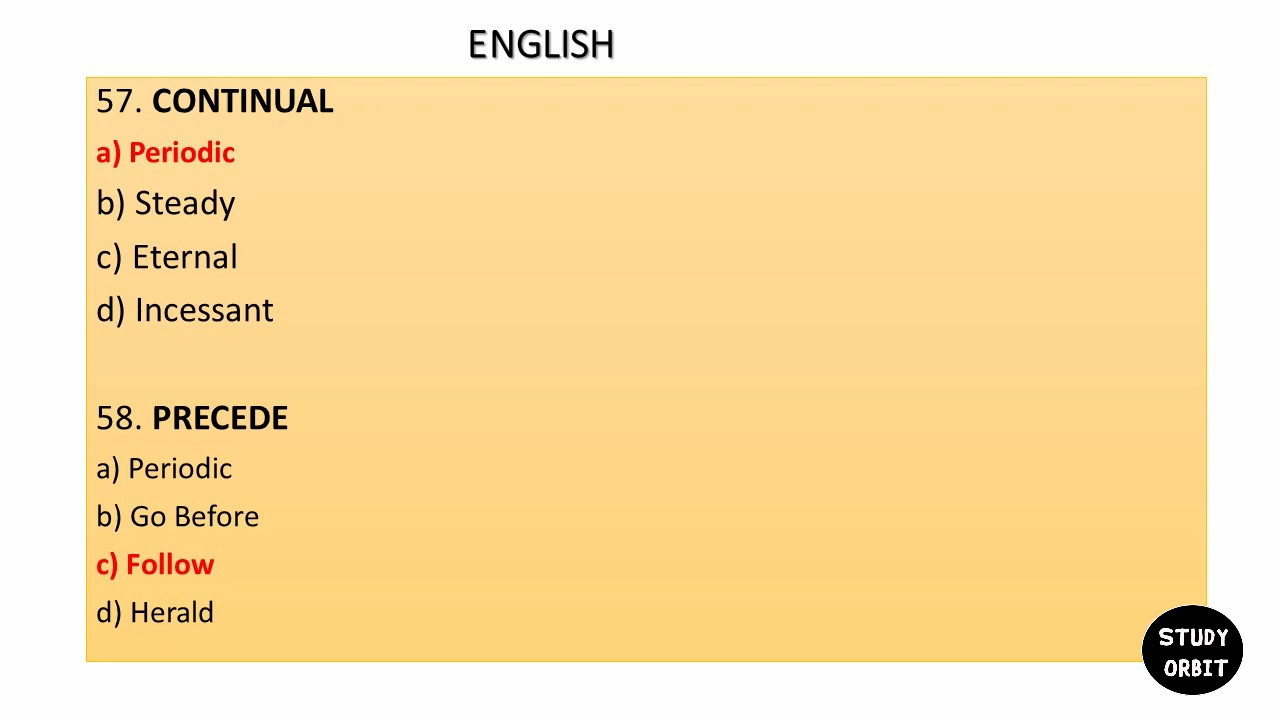 ENGLISH
57. CONTINUAL
a) Periodic
b) Steady
c) Eternal
d) Incessant
58. PRECEDE
a) Periodic
b) Go Before
c) Follow
d) Herald
STUDY
ORBIT